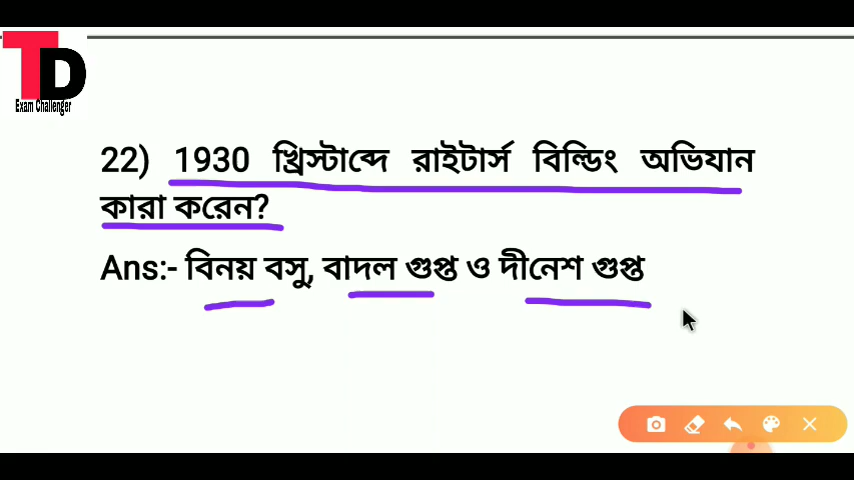 TD
Exam Challenger
22) 1930 খ্রিস্টাব্দে রাইটার্স বিল্ডিং অভিযান
কারা করেন?
Ans:- বিনয় বসু, বাদল গুপ্ত ও দীনেশ গুপ্ত